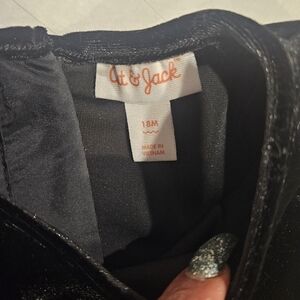 Cat & Jack
18M
MADE IN
VIETNAM